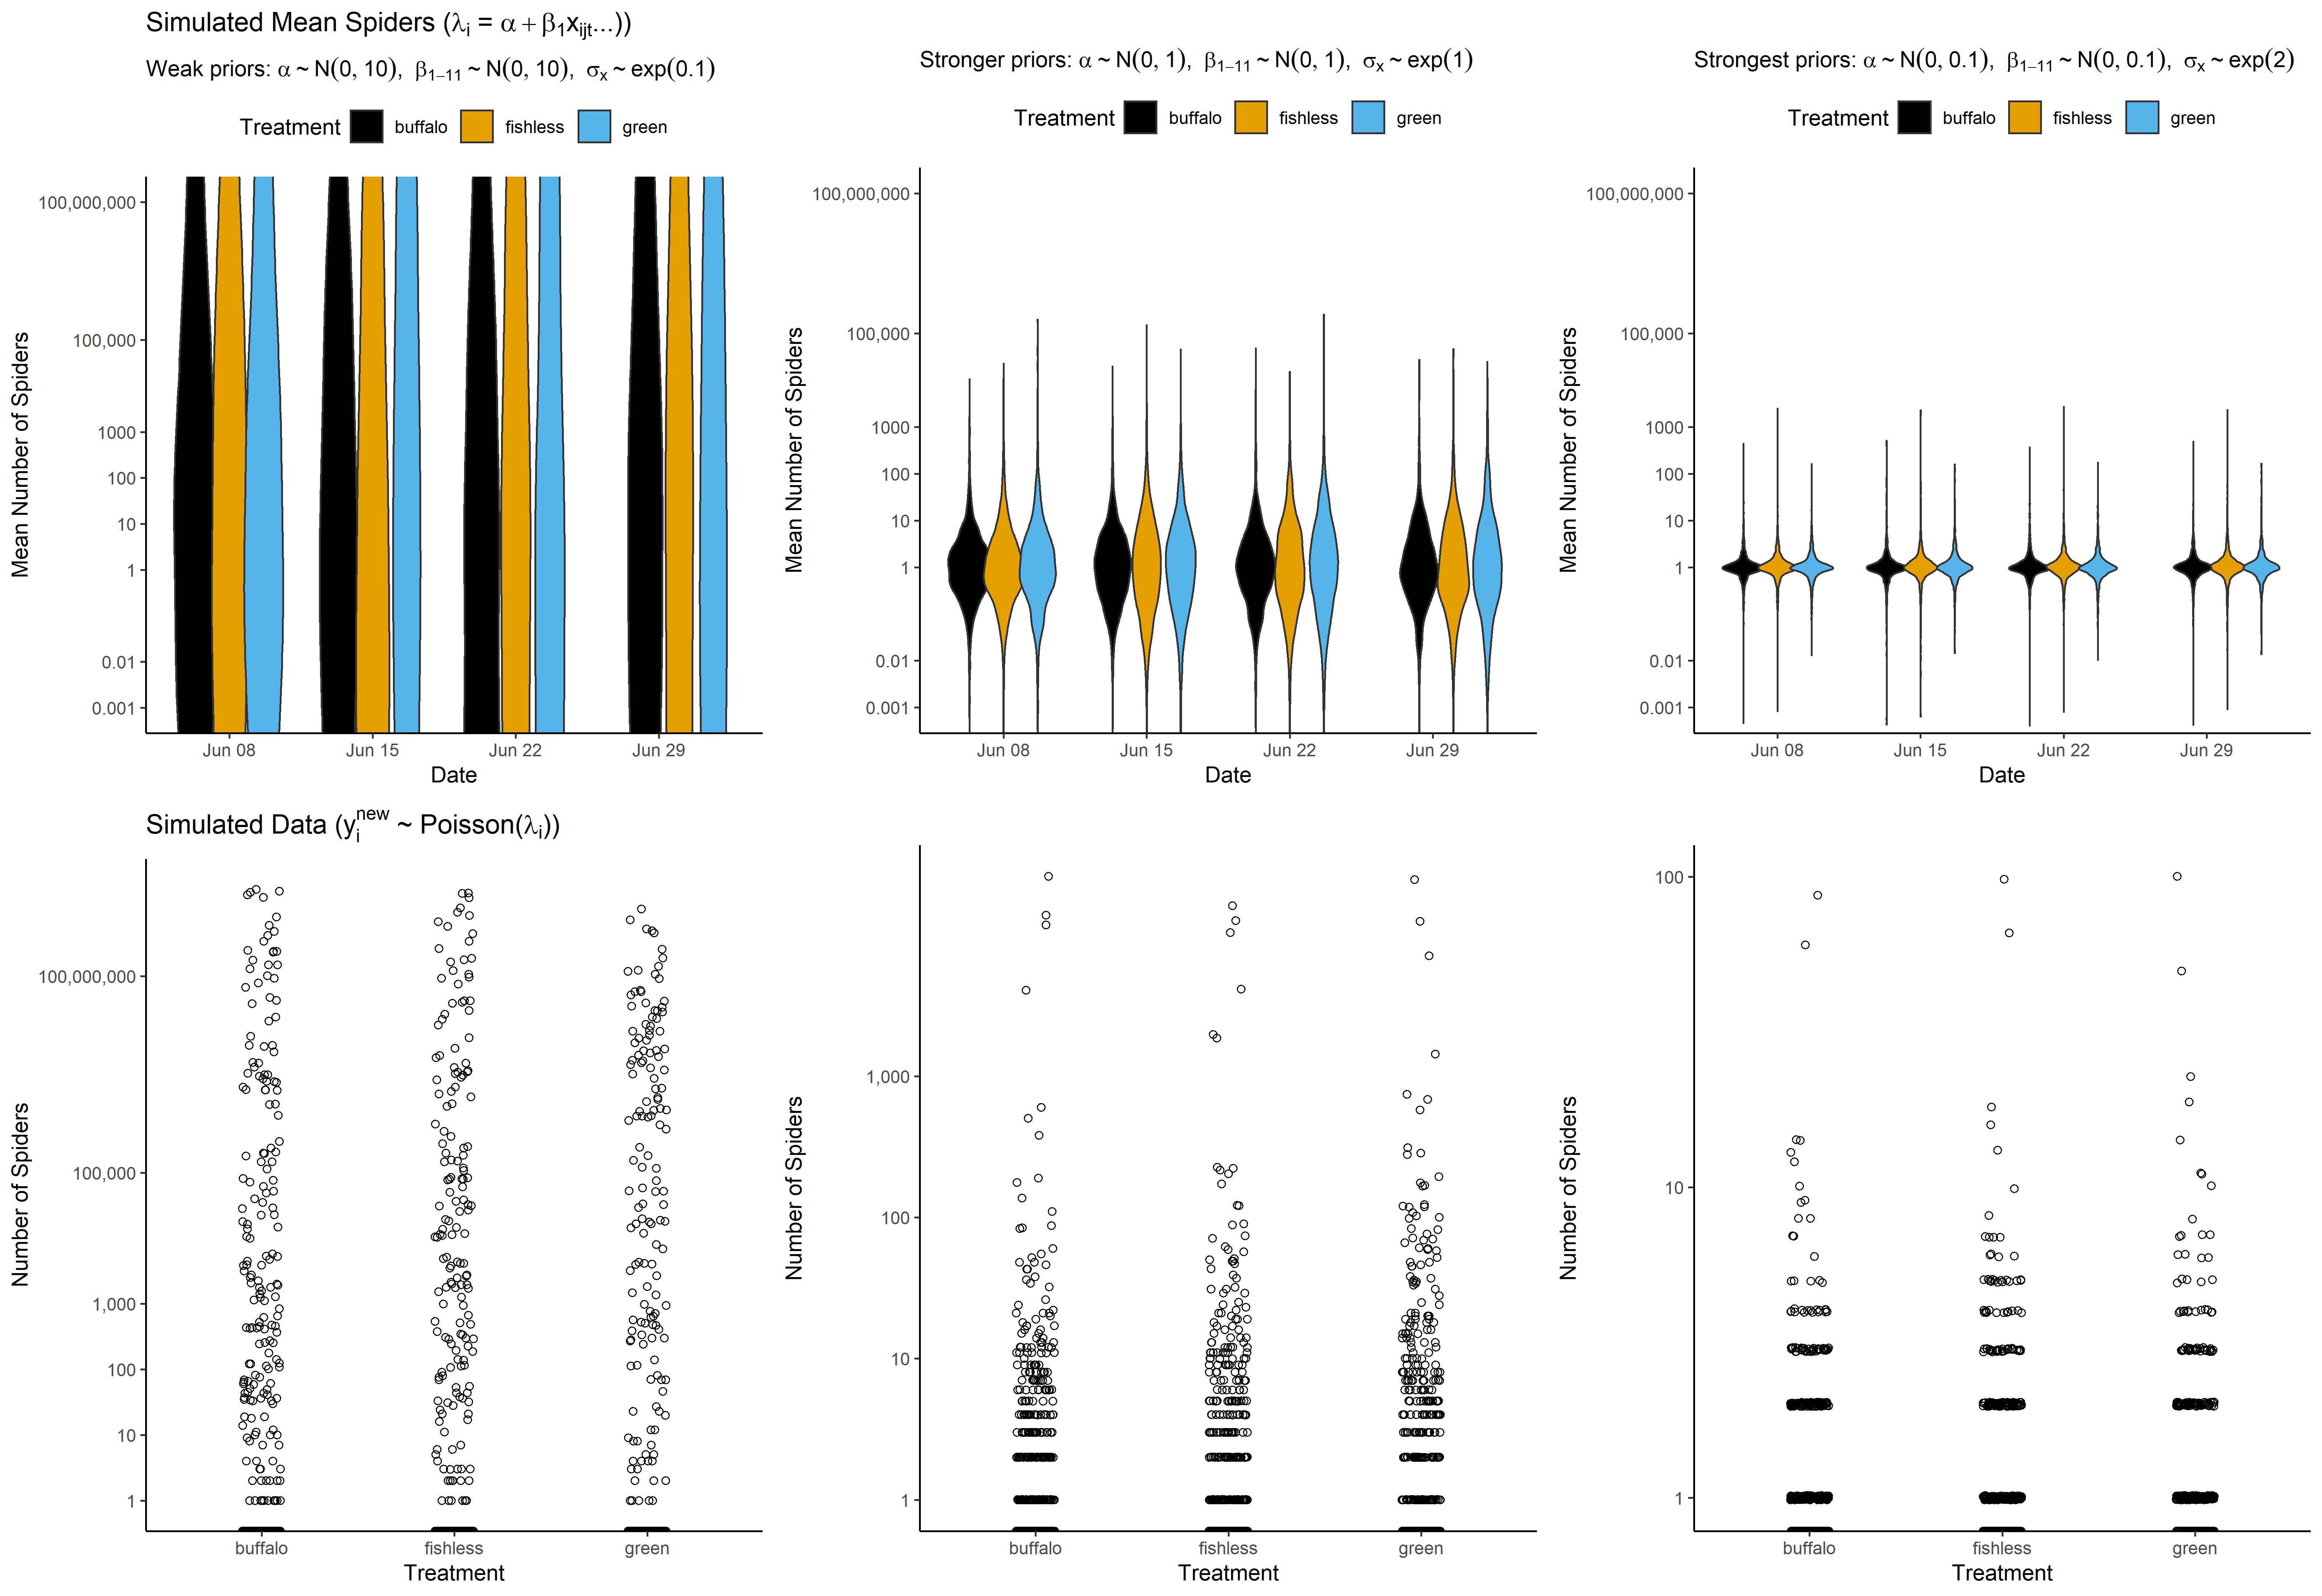 Simulated Mean Spiders (λi = α + β1xijt...))
Weak priors: α ~ N(0, 10), β1−11 ~ N(0, 10), σx ~ exp(0.1)
Treatment buffalo fishless green
100,000,000
100,000
1000
100
10
1
0.01
0.001
Mean Number of Spiders
Jun 08 Jun 15 Jun 22 Jun 29
Date
Stronger priors: α ~ N(0, 1), β1−11 ~ N(0, 1), σx ~ exp(1)
Treatment buffalo fishless green
100,000,000
100,000
1000
100
10
1
0.01
0.001
Mean Number of Spiders
Jun 08 Jun 15 Jun 22 Jun 29
Date
Strongest priors: α ~ N(0, 0.1), β1−11 ~ N(0, 0.1), σx ~ exp(2)
Treatment buffalo fishless green
100,000,000
100,000
1000
100
10
1
0.01
0.001
Mean Number of Spiders
Jun 08 Jun 15 Jun 22 Jun 29
Date
Simulated Data (yi new ~ Poisson(λi))
100,000,000
100,000
1,000
100
10
1
Number of Spiders
buffalo fishless green
Treatment
1,000
100
10
1
Number of Spiders
buffalo fishless green
Treatment
100
10
1
Number of Spiders
buffalo fishless green
Treatment